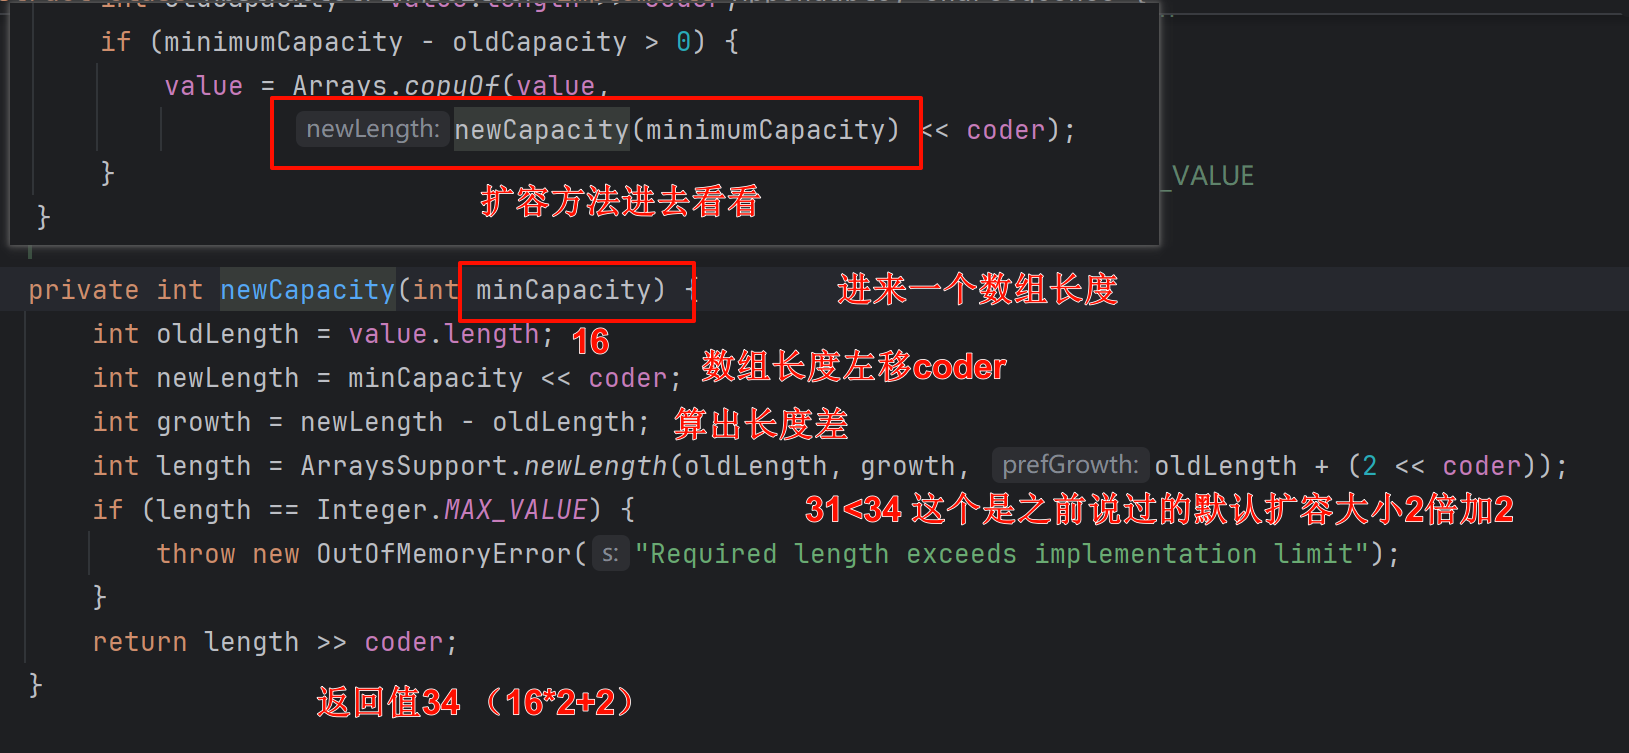 if (minimumCapacity - oldCapacity > 0) {
value = Arrays.copyOf(value,
newLength: newCapacity(minimumCapacity) << coder);
}
_VALUE
扩容方法进去看看
}
private int newCapacity(int minCapacity) {
进来一个数组长度
int oldLength = value.length;
16
int newLength = minCapacity << coder;
数组长度左移coder
int growth = newLength - oldLength;
算出长度差
int length = ArraysSupport.newLength(oldLength, growth, prefGrowth: oldLength + (2 << coder));
if (length == Integer.MAX_VALUE) {
31<34 这个是之前说过的默认扩容大小2倍加2
throw new OutOfMemoryError( s: "Required length exceeds implementation limit");
}
return length >> coder;
}
返回值34 （16*2+2）